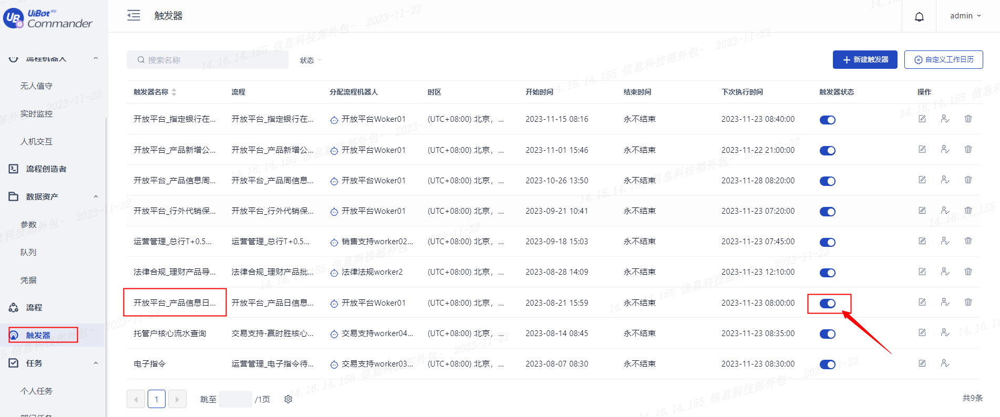 UiBot
Commander
触发器
admin
流程机器人
无人值守
实时监控
人机交互
流程创造者
数据资产
参数
队列
凭据
流程
触发器
任务
个人任务
部门任务
搜索名称
状态
新建触发器
自定义工作日历
触发器名称 流程 分配流程机器人 时区 开始时间 结束时间 下次执行时间 触发器状态 操作
开放平台_指定银行在... 开放平台_指定银行在... 开放平台Woker01 (UTC+08:00) 北京，... 2023-11-15 08:16 永不结束 2023-11-23 08:40:00
开放平台_产品新增公... 开放平台_产品新增公... 开放平台Woker01 (UTC+08:00) 北京，... 2023-11-01 15:46 永不结束 2023-11-22 21:00:00
开放平台_产品信息周... 开放平台_产品周信息... 开放平台Woker01 (UTC+08:00) 北京，... 2023-10-26 13:50 永不结束 2023-11-28 08:20:00
开放平台_行外代销保... 开放平台_行外代销保... 开放平台Woker01 (UTC+08:00) 北京，... 2023-09-21 10:41 永不结束 2023-11-23 07:20:00
运营管理_总行T+0.5... 运营管理_总行T+0.5... 销售支持worker02... (UTC+08:00) 北京，... 2023-09-18 15:03 永不结束 2023-11-23 07:45:00
法律合规_理财产品导... 法律合规_理财产品批... 法律法规worker2 (UTC+08:00) 北京，... 2023-08-28 14:09 永不结束 2023-11-23 12:10:00
开放平台_产品信息日... 开放平台_产品日信息... 开放平台Woker01 (UTC+08:00) 北京，... 2023-08-21 15:59 永不结束 2023-11-23 08:00:00
托管户核心流水查询 交易支持-赢时胜核心... 交易支持worker04... (UTC+08:00) 北京，... 2023-08-14 08:45 永不结束 2023-11-23 08:35:00
电子指令 运营管理_电子指令待... 交易支持worker03... (UTC+08:00) 北京，... 2023-08-07 08:30 永不结束 2023-11-23 08:30:00
1 跳至 /1页
共9条
14.16.14.155 信息科技部外包- 2023-11-22